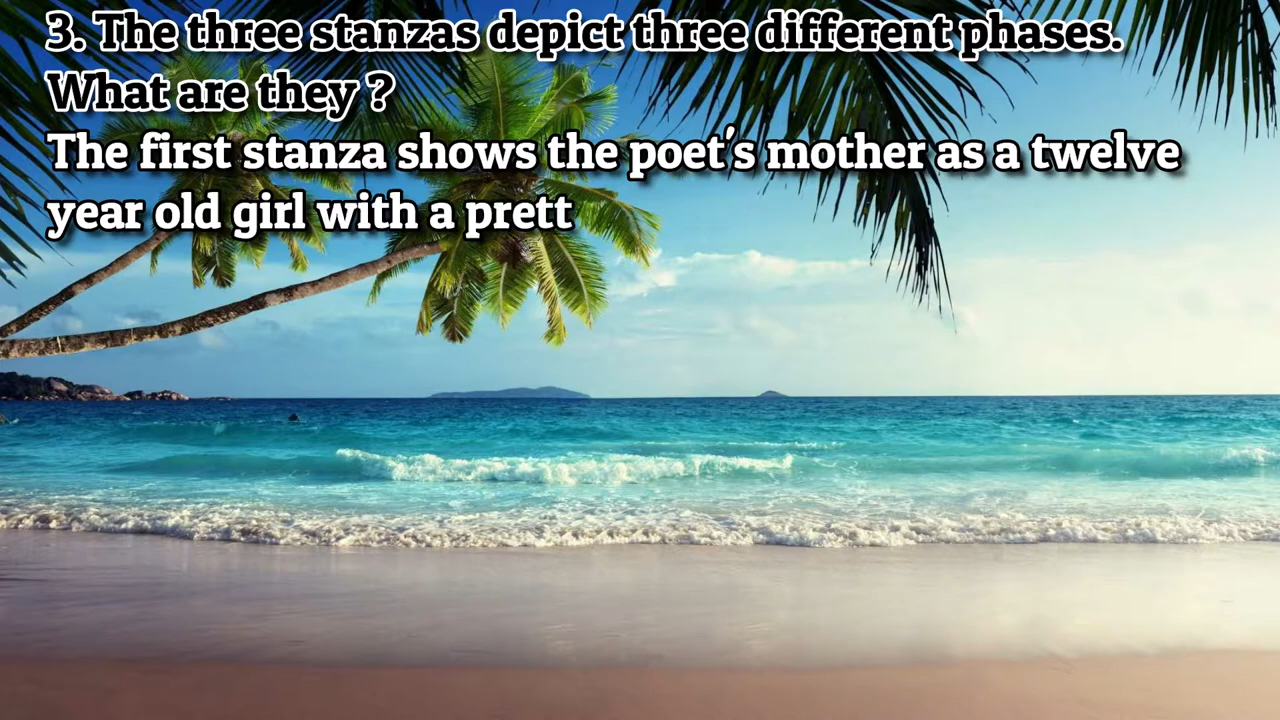 3. The three stanzas depict three different phases.
What are they ?
The first stanza shows the poet's mother as a twelve
year old girl with a prett